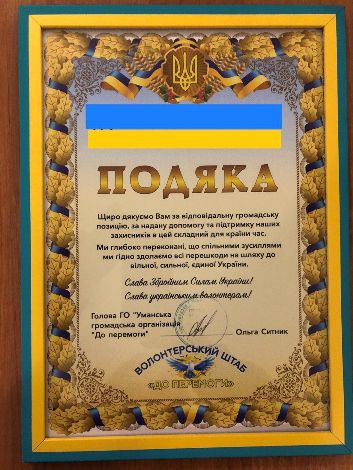 ПОДЯКА
Щиро дякуємо Вам за відповідальну громадську
позицію, за надану допомогу та підтримку наших
захисників в цей складний для країни час.
Ми глибоко переконані, що спільними зусиллями
ми гідно здолаємо всі перешкоди на шляху до
вільної, сильної, єдиної України.
Слава Збройним Силам України!
Слава українським волонтерам!
Голова ГО "Уманська
громадська організація
"До перемоги"
Ольга Ситник
ВОЛОНТЕРСЬКИЙ ШТАБ
«ДО ПЕРЕМОГИ»